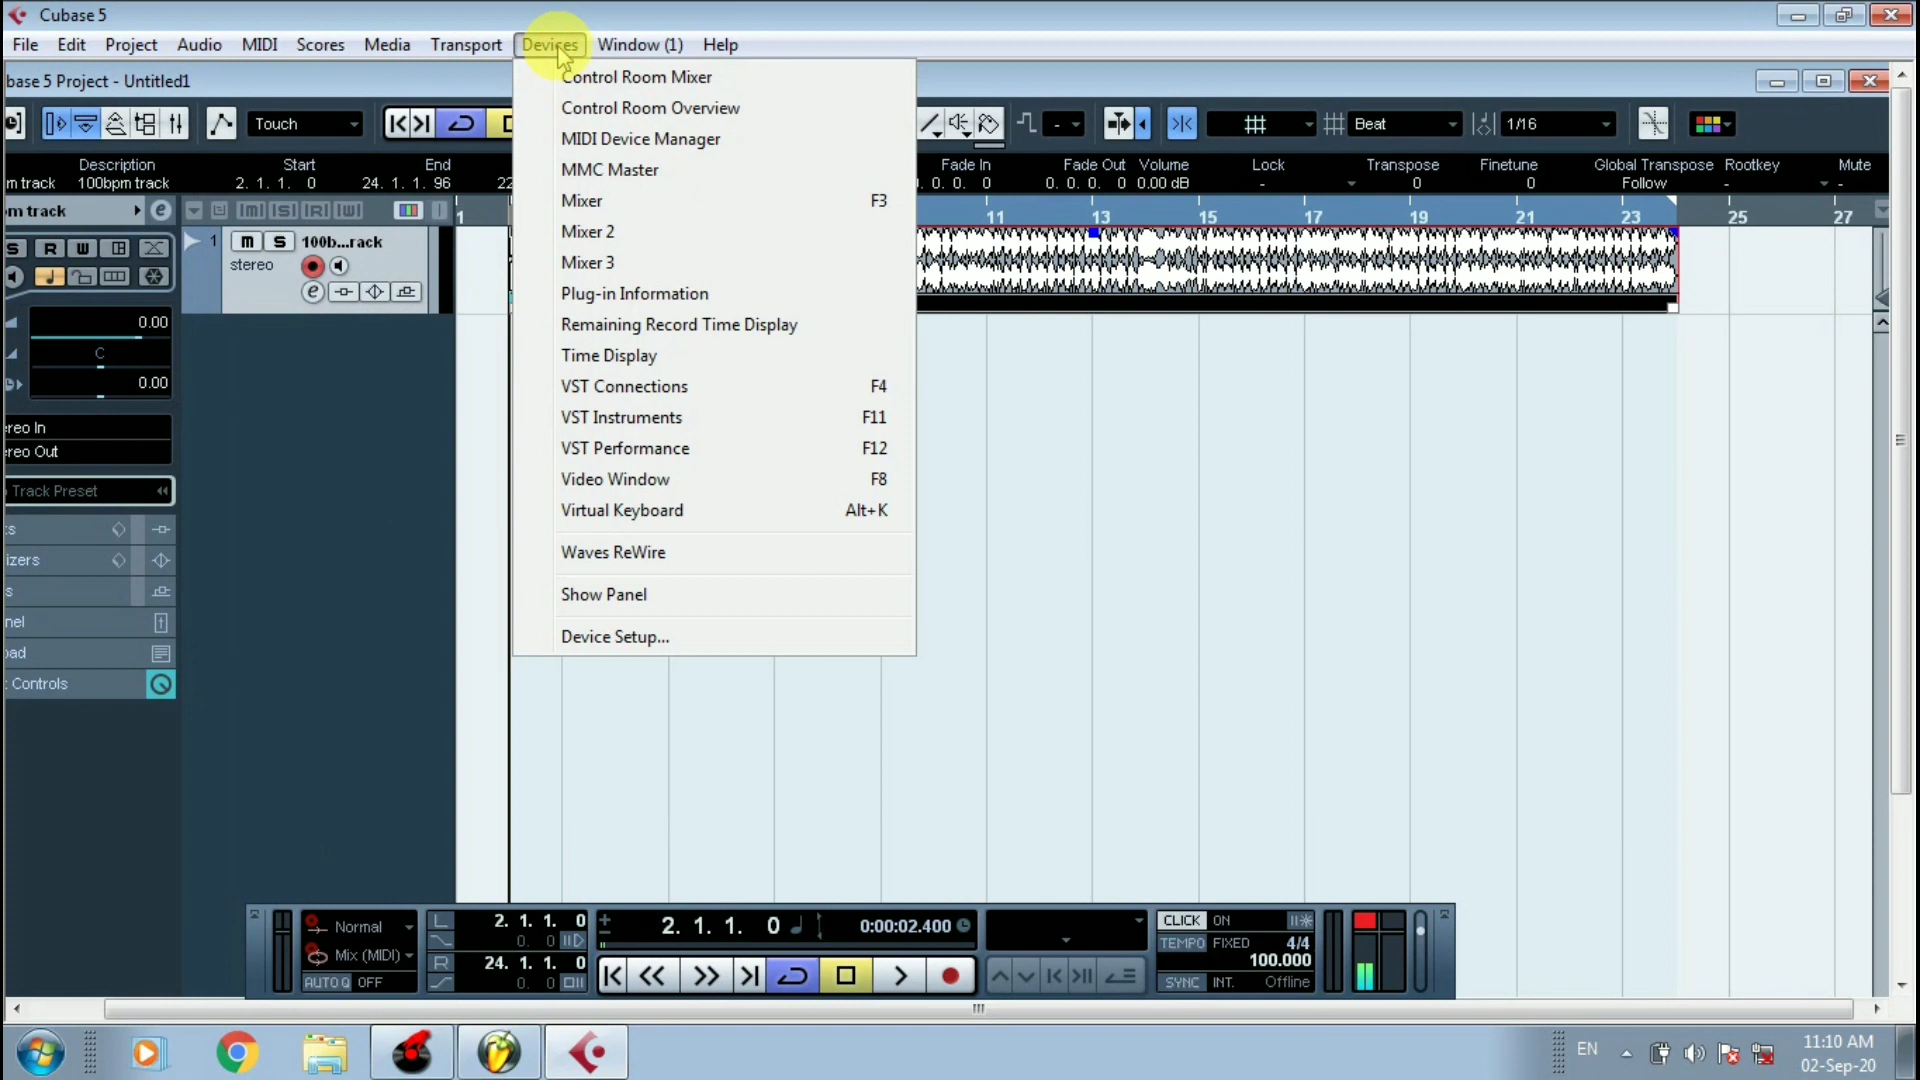 Cubase 5
File Edit Project Audio MIDI Scores Media Transport Devices Window (1) Help
base 5 Project - Untitled1
Control Room Mixer
Control Room Overview
MIDI Device Manager
MMC Master
Mixer F3
Mixer 2
Mixer 3
Plug-in Information
Remaining Record Time Display
Time Display
VST Connections F4
VST Instruments F11
VST Performance F12
Video Window F8
Virtual Keyboard Alt+K
Waves ReWire
Show Panel
Device Setup...
Touch - Beat 1/16
Description Start End Fade In Fade Out Volume Lock Transpose Finetune Global Transpose Rootkey Mute
m track 100bpm track 2. 1. 1. 0 24. 1. 1. 96 22 0. 0. 0 0. 0. 0. 0 0.00 dB - 0 0 Follow - -
m track e [M] [S] [R] [W] 1 11 13 15 17 19 21 23 25 27
S R W
1 m S 100b...rack
stereo
e
0.00
C
0.00
reo In
reo Out
Track Preset
s
izers
s
nel
pad
Controls
Normal
Mix (MIDI)
AUTO Q OFF
L 2. 1. 1. 0
0. 0
R 24. 1. 1. 0
0. 0
2. 1. 1. 0 0:00:02.400
CLICK ON
TEMPO FIXED 4/4
100.000
SYNC INT. Offline
EN
11:10 AM
02-Sep-20